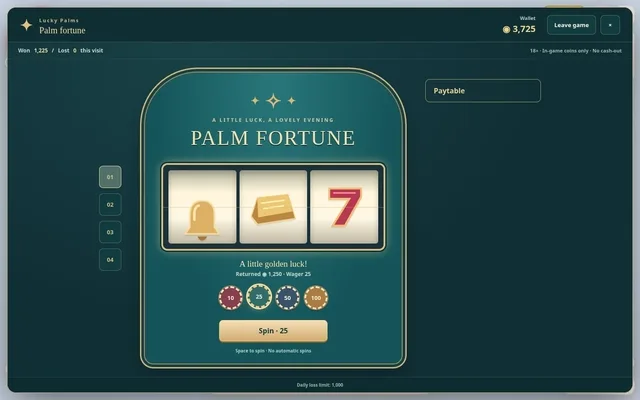 Lucky Palms
Palm fortune
Wallet
3,725
Leave game
×
Won 1,225 / Lost 0 this visit
18+ · In-game coins only · No cash-out
Paytable
A LITTLE LUCK, A LOVELY EVENING
PALM FORTUNE
01
02
03
04
7
A little golden luck!
Returned 1,250 · Wager 25
10
25
50
100
Spin · 25
Space to spin · No automatic spins
Daily loss limit: 1,000